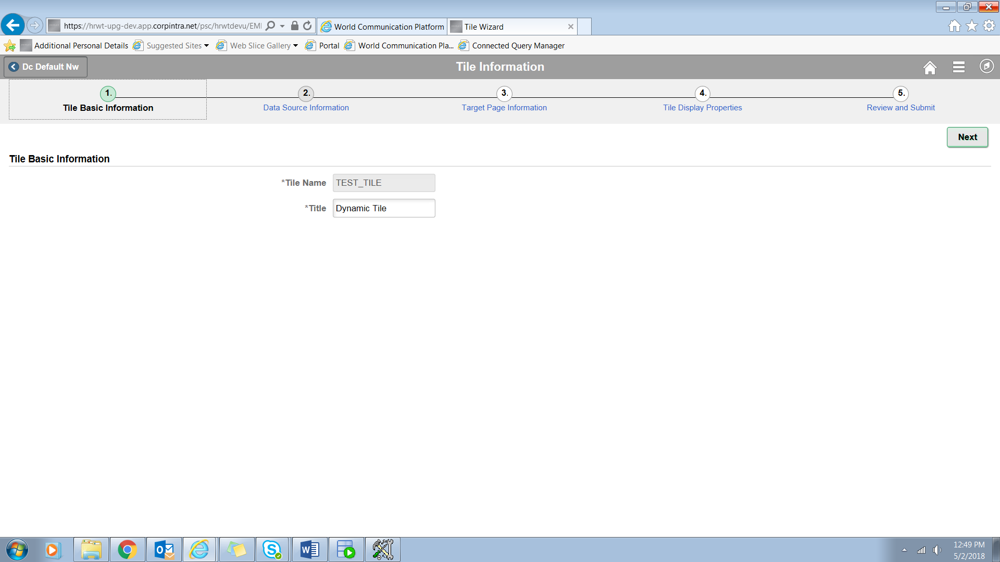 https://hrwt-upg-dev.app.corpintra.net/psc/hrwtdevu/EMI
World Communication Platform
Tile Wizard
Additional Personal Details
Suggested Sites
Web Slice Gallery
Portal
World Communication Pla...
Connected Query Manager
Dc Default Nw
Tile Information
1.
2.
3.
4.
5.
Tile Basic Information
Data Source Information
Target Page Information
Tile Display Properties
Review and Submit
Next
Tile Basic Information
*Tile Name TEST_TILE
*Title Dynamic Tile
12:49 PM
5/2/2018